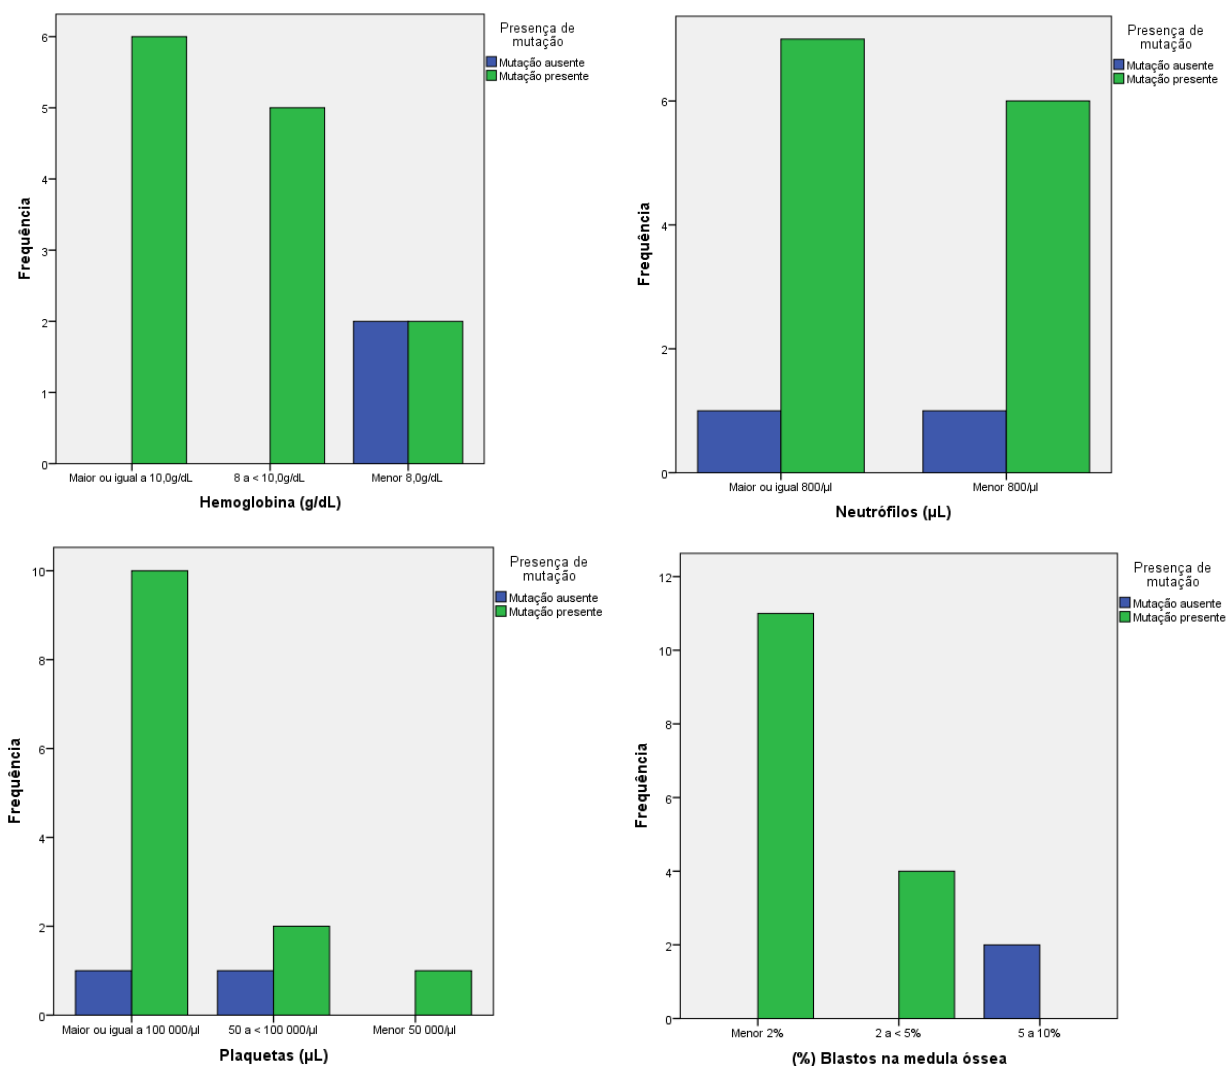 Presença de
mutação
Mutação ausente
Mutação presente
6
5
4
3
2
1
0
Frequência
Maior ou igual a 10,0g/dL
8 a < 10,0g/dL
Menor 8,0g/dL
Hemoglobina (g/dL)
Presença de
mutação
Mutação ausente
Mutação presente
6
4
2
0
Frequência
Maior ou igual 800/µl
Menor 800/µl
Neutrófilos (µL)
Presença de
mutação
Mutação ausente
Mutação presente
10
8
6
4
2
0
Frequência
Maior ou igual a 100 000/µl
50 a < 100 000/µl
Menor 50 000/µl
Plaquetas (µL)
Presença de
mutação
Mutação ausente
Mutação presente
12
10
8
6
4
2
0
Frequência
Menor 2%
2 a < 5%
5 a 10%
(%) Blastos na medula óssea